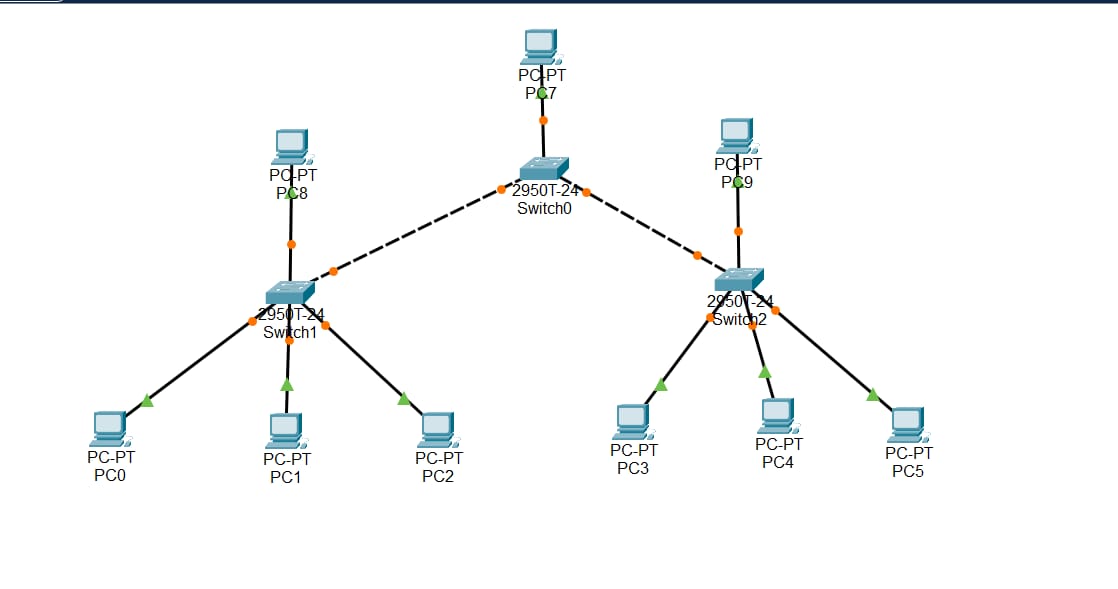 PC-PT
PC7
PC-PT
PC8
PC-PT
PC9
2950T-24
Switch0
2950T-24
Switch1
2950T-24
Switch2
PC-PT
PC0
PC-PT
PC1
PC-PT
PC2
PC-PT
PC3
PC-PT
PC4
PC-PT
PC5